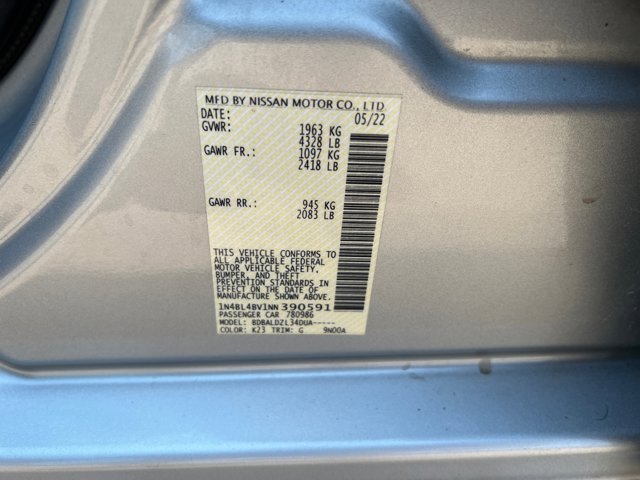 MFD BY NISSAN MOTOR CO., LTD
DATE: 05/22
GVWR: 1963 KG
4328 LB
GAWR FR.: 1097 KG
2418 LB
GAWR RR.: 945 KG
2083 LB
THIS VEHICLE CONFORMS TO
ALL APPLICABLE FEDERAL
MOTOR VEHICLE SAFETY,
BUMPER, AND THEFT
PREVENTION STANDARDS IN
EFFECT ON THE DATE OF
MANUFACTURE SHOWN ABOVE.
1N4BL4BV1NN390591
PASSENGER CAR 780986
MODEL: BDBALDZL34DUA-----
COLOR: K23 TRIM: G 9N00A